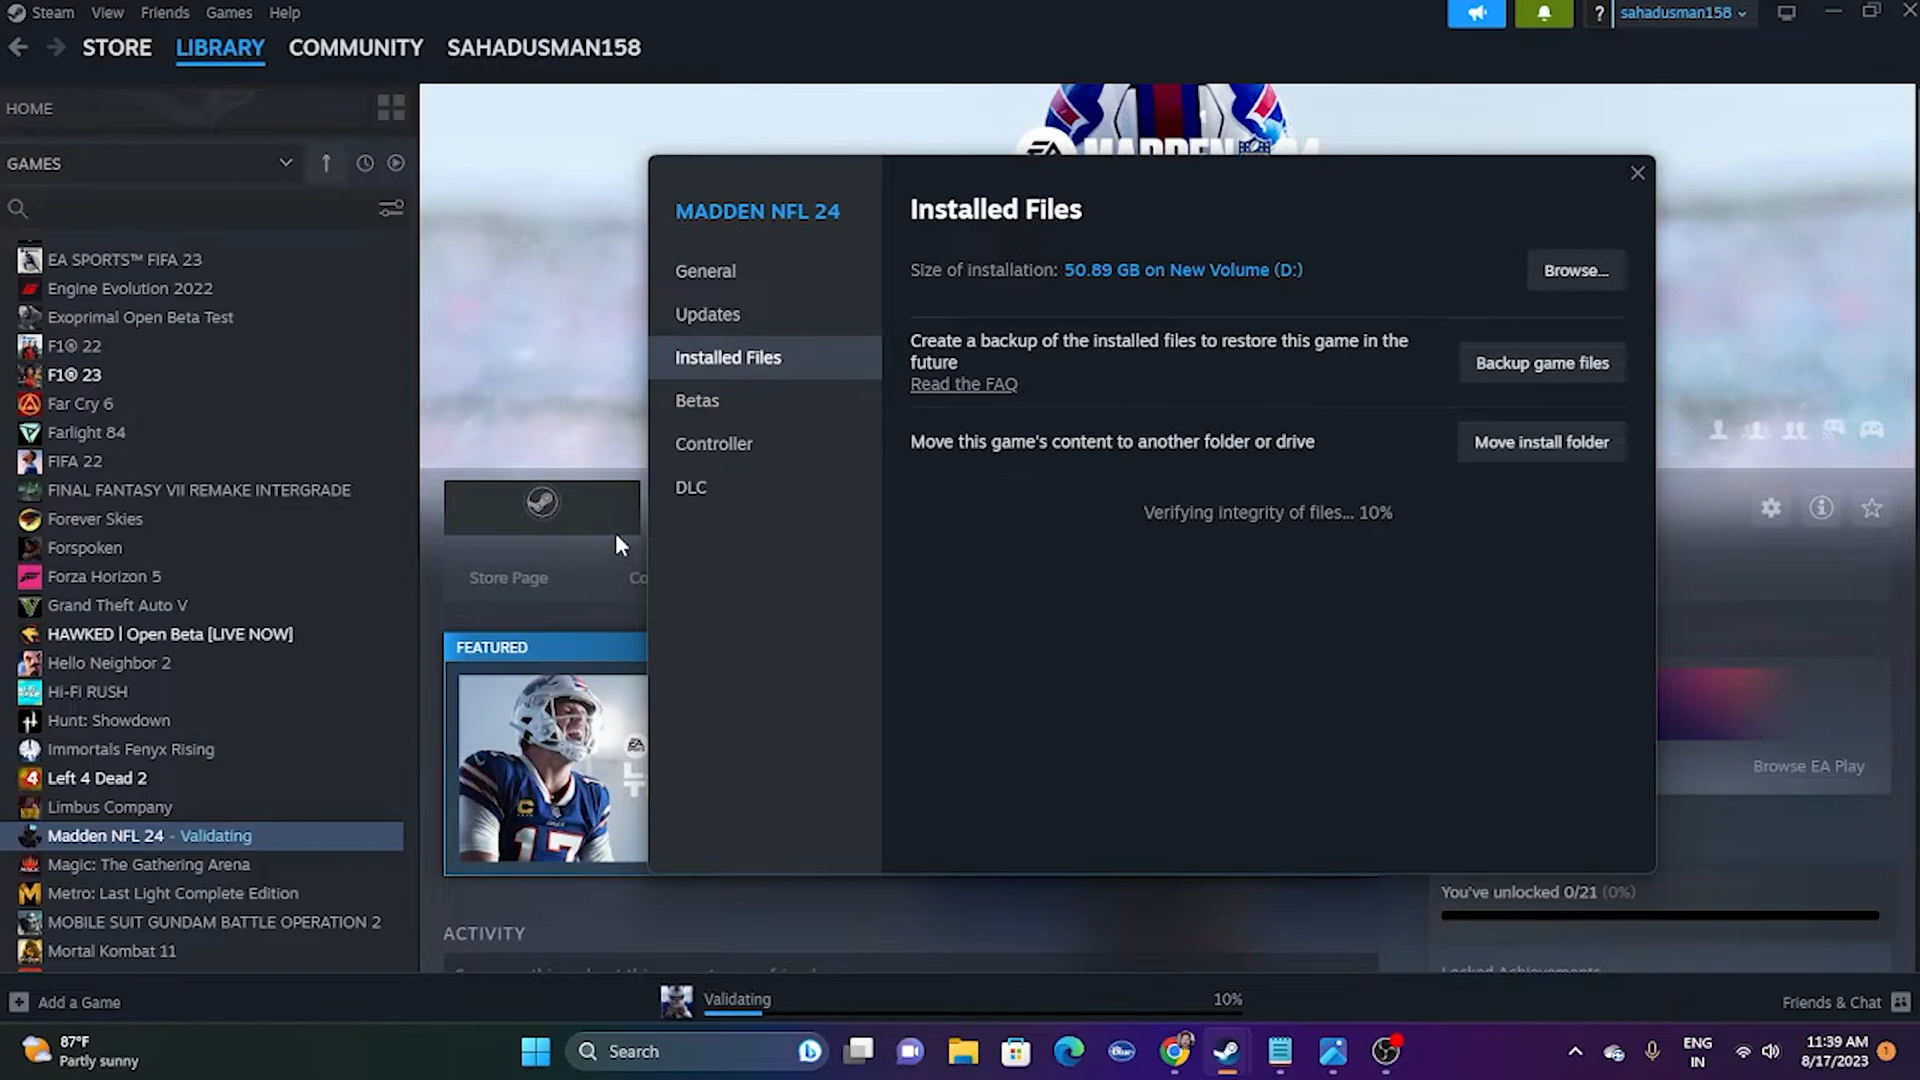 Steam View Friends Games Help
? sahadusman158
STORE LIBRARY COMMUNITY SAHADUSMAN158
HOME
GAMES
EA SPORTS™ FIFA 23
Engine Evolution 2022
Exoprimal Open Beta Test
F1® 22
F1® 23
Far Cry 6
Farlight 84
FIFA 22
FINAL FANTASY VII REMAKE INTERGRADE
Forever Skies
Forspoken
Forza Horizon 5
Grand Theft Auto V
HAWKED | Open Beta [LIVE NOW]
Hello Neighbor 2
Hi-Fi RUSH
Hunt: Showdown
Immortals Fenyx Rising
Left 4 Dead 2
Limbus Company
Madden NFL 24 - Validating
Magic: The Gathering Arena
Metro: Last Light Complete Edition
MOBILE SUIT GUNDAM BATTLE OPERATION 2
Mortal Kombat 11
Add a Game
MADDEN NFL 24
General
Updates
Installed Files
Betas
Controller
DLC
Installed Files
Size of installation: 50.89 GB on New Volume (D:)
Browse...
Create a backup of the installed files to restore this game in the
future
Read the FAQ
Backup game files
Move this game's content to another folder or drive
Move install folder
Verifying integrity of files... 10%
Store Page
Co
FEATURED
17
Browse EA Play
You've unlocked 0/21 (0%)
ACTIVITY
Validating 10%
Friends & Chat
87°F
Partly sunny
Search
ENG
IN
11:39 AM
8/17/2023
1